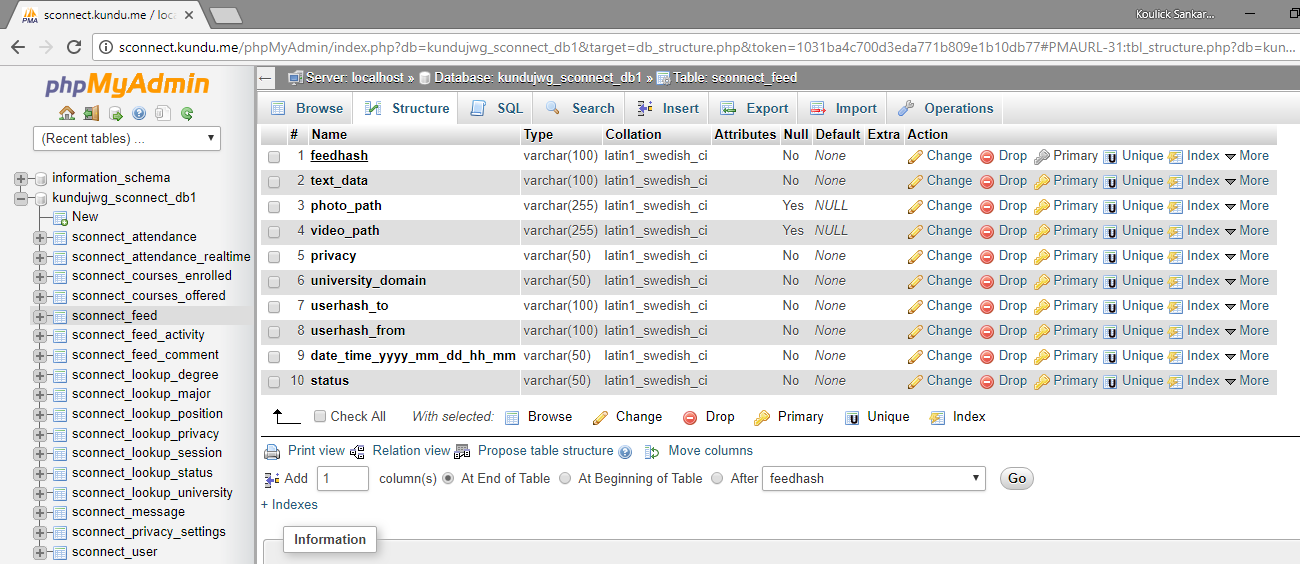 sconnect.kundu.me / loca
Koulick Sankar...
sconnect.kundu.me/phpMyAdmin/index.php?db=kundujwg_sconnect_db1&target=db_structure.php&token=1031ba4c700d3eda771b809e1b10db77#PMAURL-31:tbl_structure.php?db=kun...
phpMyAdmin
(Recent tables) ...
information_schema
kundujwg_sconnect_db1
New
sconnect_attendance
sconnect_attendance_realtime
sconnect_courses_enrolled
sconnect_courses_offered
sconnect_feed
sconnect_feed_activity
sconnect_feed_comment
sconnect_lookup_degree
sconnect_lookup_major
sconnect_lookup_position
sconnect_lookup_privacy
sconnect_lookup_session
sconnect_lookup_status
sconnect_lookup_university
sconnect_message
sconnect_privacy_settings
sconnect_user
Server: localhost » Database: kundujwg_sconnect_db1 » Table: sconnect_feed
Browse Structure SQL Search Insert Export Import Operations
# Name Type Collation Attributes Null Default Extra Action
1 feedhash varchar(100) latin1_swedish_ci No None Change Drop Primary Unique Index More
2 text_data varchar(100) latin1_swedish_ci No None Change Drop Primary Unique Index More
3 photo_path varchar(255) latin1_swedish_ci Yes NULL Change Drop Primary Unique Index More
4 video_path varchar(255) latin1_swedish_ci Yes NULL Change Drop Primary Unique Index More
5 privacy varchar(50) latin1_swedish_ci No None Change Drop Primary Unique Index More
6 university_domain varchar(50) latin1_swedish_ci No None Change Drop Primary Unique Index More
7 userhash_to varchar(100) latin1_swedish_ci No None Change Drop Primary Unique Index More
8 userhash_from varchar(100) latin1_swedish_ci No None Change Drop Primary Unique Index More
9 date_time_yyyy_mm_dd_hh_mm varchar(50) latin1_swedish_ci No None Change Drop Primary Unique Index More
10 status varchar(50) latin1_swedish_ci No None Change Drop Primary Unique Index More
Check All With selected: Browse Change Drop Primary Unique Index
Print view Relation view Propose table structure Move columns
Add 1 column(s) At End of Table At Beginning of Table After feedhash Go
+ Indexes
Information